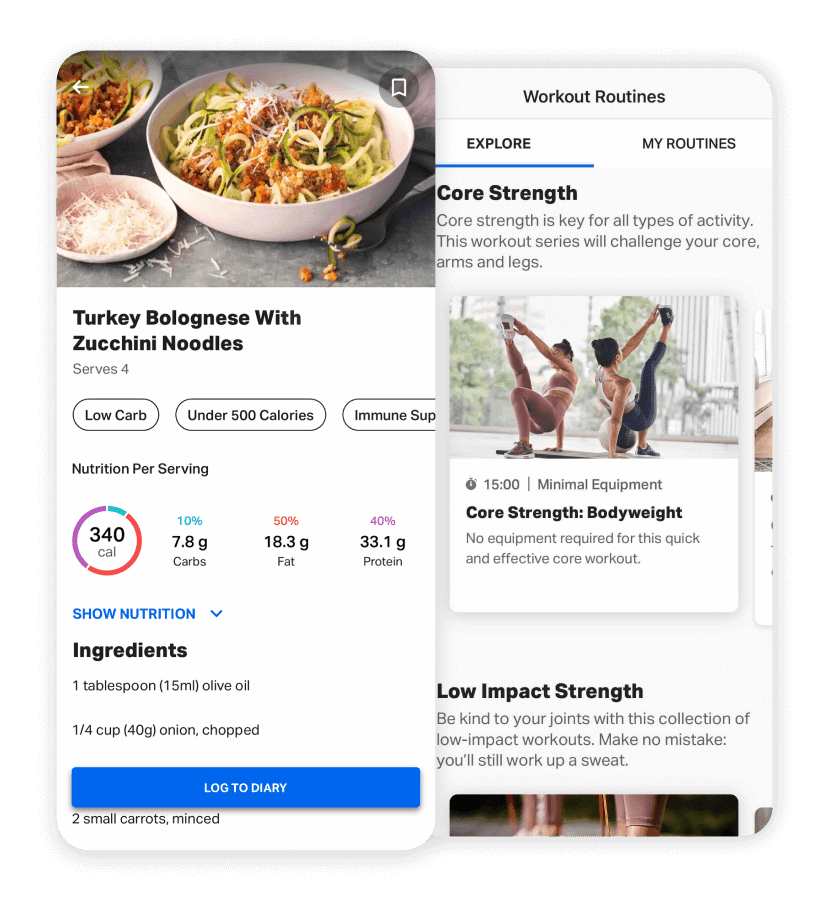 Turkey Bolognese With
Zucchini Noodles
Serves 4
Low Carb
Under 500 Calories
Immune Sup
Nutrition Per Serving
340
cal
10%
7.8 g
Carbs
50%
18.3 g
Fat
40%
33.1 g
Protein
SHOW NUTRITION
Ingredients
1 tablespoon (15ml) olive oil
1/4 cup (40g) onion, chopped
LOG TO DIARY
2 small carrots, minced
Workout Routines
EXPLORE
MY ROUTINES
Core Strength
Core strength is key for all types of activity.
This workout series will challenge your core,
arms and legs.
15:00 | Minimal Equipment
Core Strength: Bodyweight
No equipment required for this quick
and effective core workout.
Low Impact Strength
Be kind to your joints with this collection of
low-impact workouts. Make no mistake:
you’ll still work up a sweat.